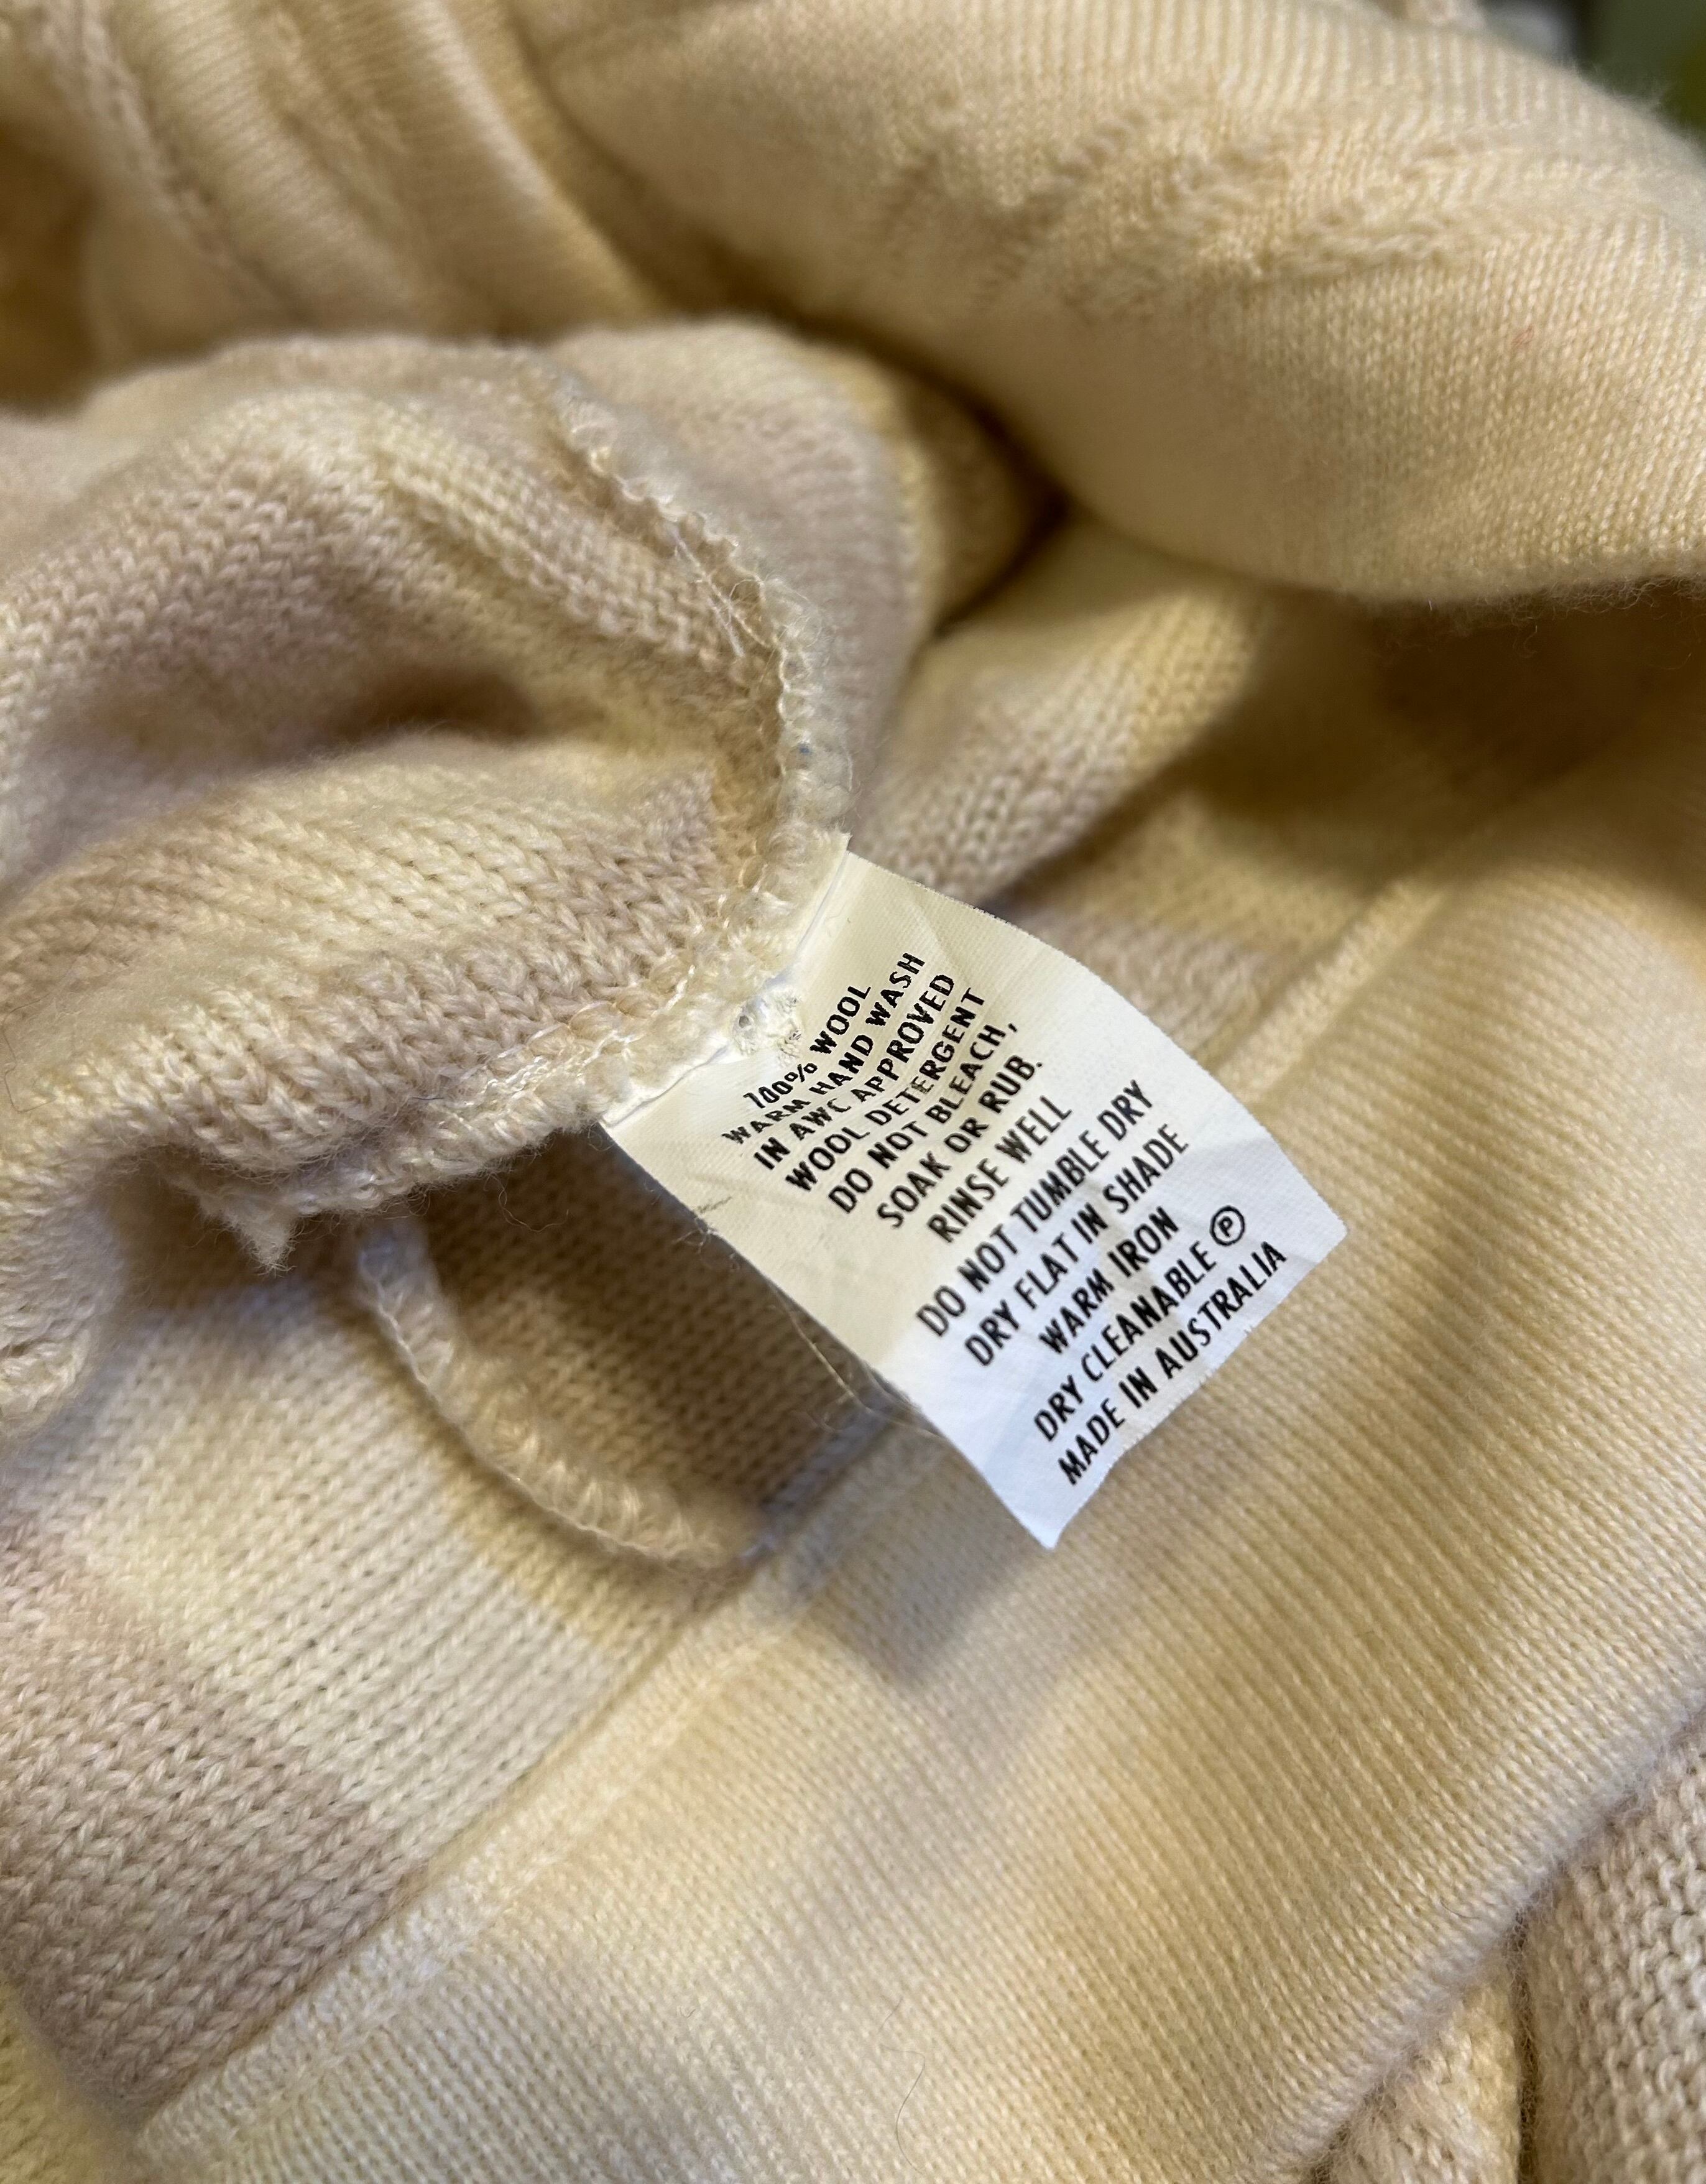 100% WOOL
WARM HAND WASH
IN AWC APPROVED
WOOL DETERGENT
DO NOT BLEACH,
SOAK OR RUB.
RINSE WELL
DO NOT TUMBLE DRY
DRY FLAT IN SHADE
WARM IRON
DRY CLEANABLE Ⓟ
MADE IN AUSTRALIA